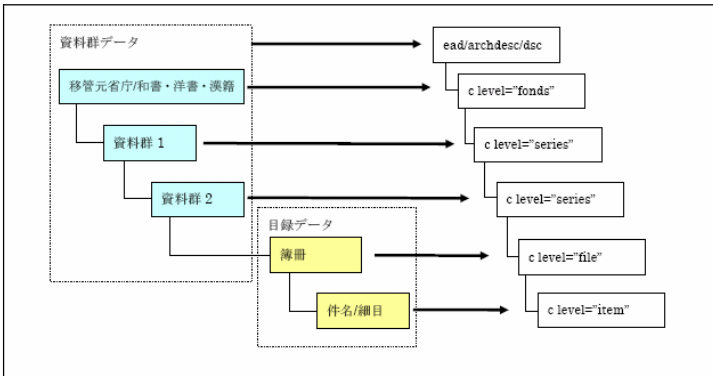 資料群データ
ead/archdesc/dsc
移管元省庁/和書・洋書・漢籍
c level="fonds"
資料群 1
c level="series"
資料群 2
c level="series"
目録データ
簿冊
c level="file"
件名/細目
c level="item"